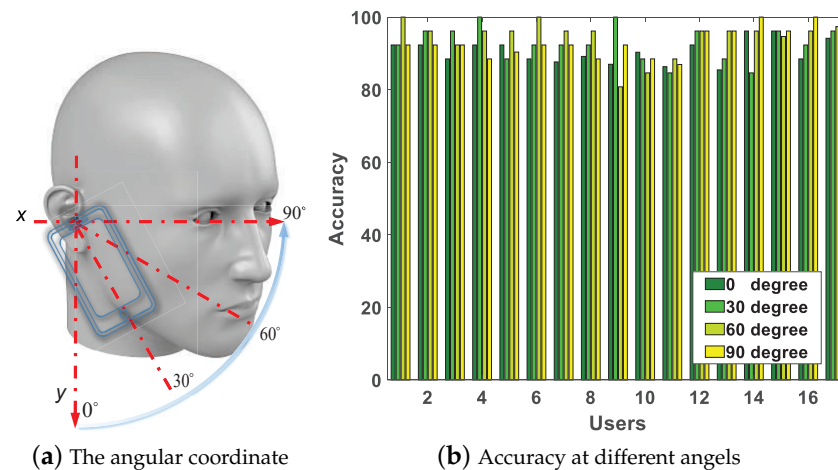 x
90°
60°
30°
y
0°
(a) The angular coordinate
100
80
60
40
20
0
Accuracy
2 4 6 8 10 12 14 16
Users
0 degree
30 degree
60 degree
90 degree
(b) Accuracy at different angels